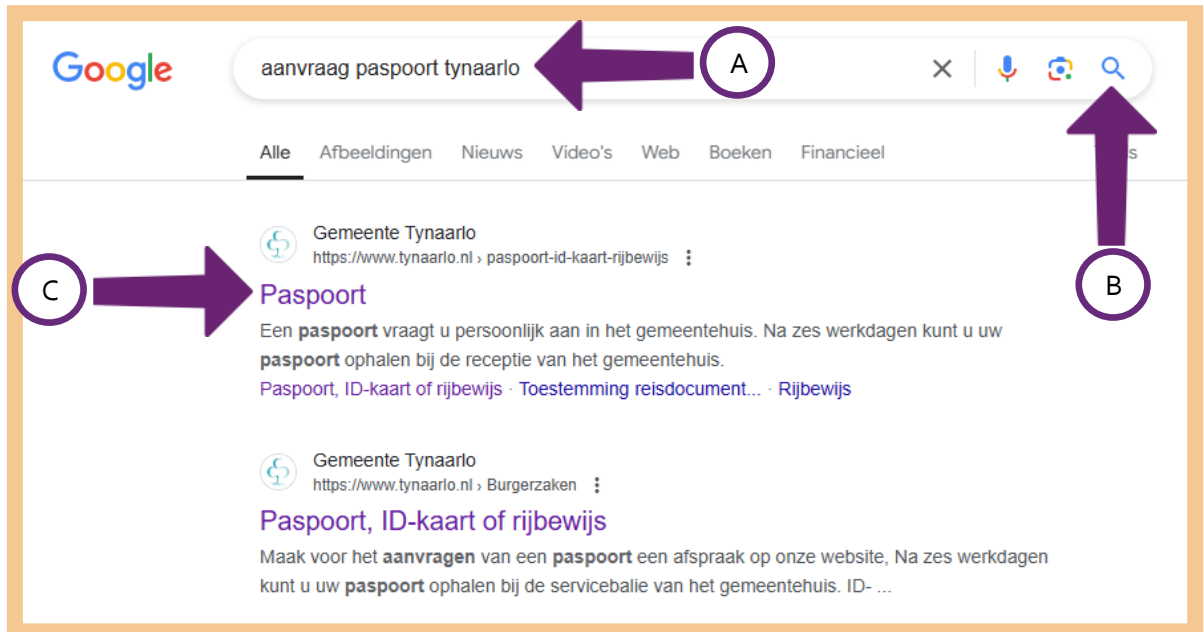 Google
aanvraag paspoort tynaarlo
A
Alle Afbeeldingen Nieuws Video's Web Boeken Financieel
B
Gemeente Tynaarlo
https://www.tynaarlo.nl › paspoort-id-kaart-rijbewijs
C
Paspoort
Een paspoort vraagt u persoonlijk aan in het gemeentehuis. Na zes werkdagen kunt u uw
paspoort ophalen bij de receptie van het gemeentehuis.
Paspoort, ID-kaart of rijbewijs · Toestemming reisdocument... · Rijbewijs
Gemeente Tynaarlo
https://www.tynaarlo.nl › Burgerzaken
Paspoort, ID-kaart of rijbewijs
Maak voor het aanvragen van een paspoort een afspraak op onze website, Na zes werkdagen
kunt u uw paspoort ophalen bij de servicebalie van het gemeentehuis. ID- ...